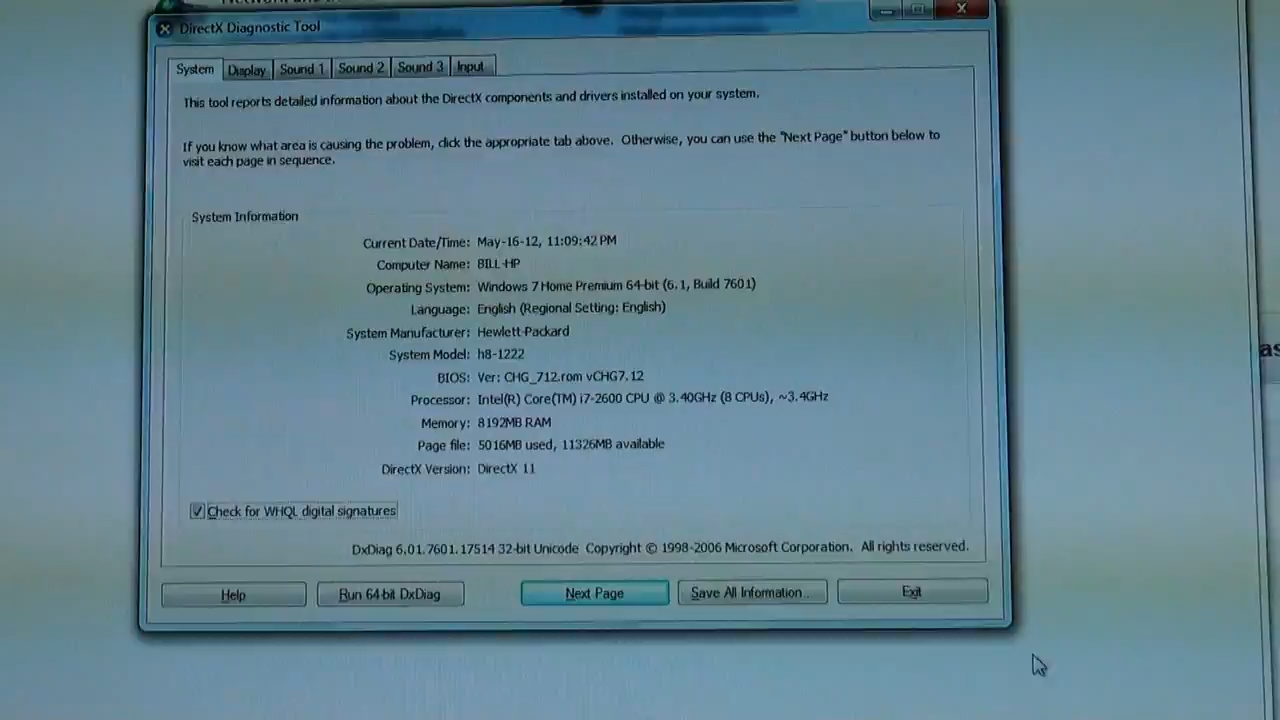 DirectX Diagnostic Tool
System Display Sound 1 Sound 2 Sound 3 Input
This tool reports detailed information about the DirectX components and drivers installed on your system.
If you know what area is causing the problem, click the appropriate tab above. Otherwise, you can use the "Next Page" button below to
visit each page in sequence.
System Information
Current Date/Time: May-16-12, 11:09:42 PM
Computer Name: BILL-HP
Operating System: Windows 7 Home Premium 64-bit (6.1, Build 7601)
Language: English (Regional Setting: English)
System Manufacturer: Hewlett-Packard
System Model: h8-1222
BIOS: Ver: CHG_712.rom vCHG7.12
Processor: Intel(R) Core(TM) i7-2600 CPU @ 3.40GHz (8 CPUs), ~3.4GHz
Memory: 8192MB RAM
Page file: 5016MB used, 11326MB available
DirectX Version: DirectX 11
Check for WHQL digital signatures
DxDiag 6.01.7601.17514 32-bit Unicode Copyright © 1998-2006 Microsoft Corporation. All rights reserved.
Help Run 64-bit DxDiag Next Page Save All Information... Exit